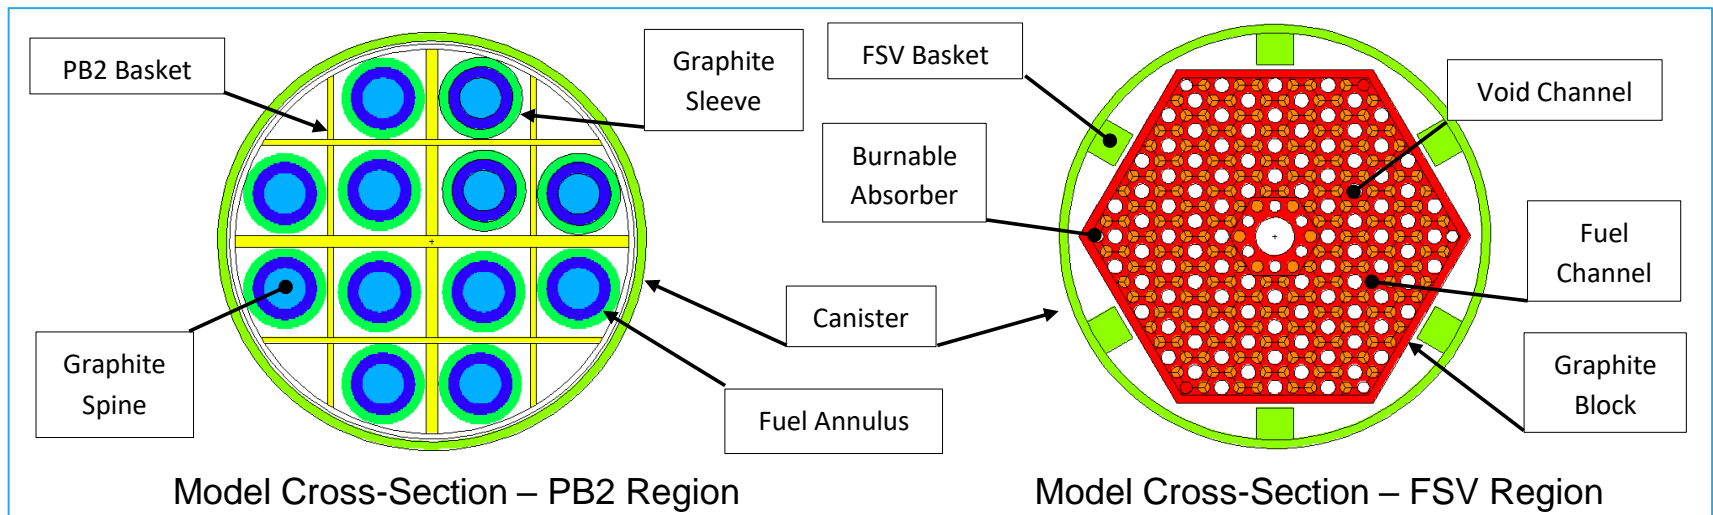 PB2 Basket
Graphite
Sleeve
Graphite
Spine
Fuel Annulus
Canister
Model Cross-Section – PB2 Region
FSV Basket
Void Channel
Burnable
Absorber
Fuel
Channel
Graphite
Block
Model Cross-Section – FSV Region